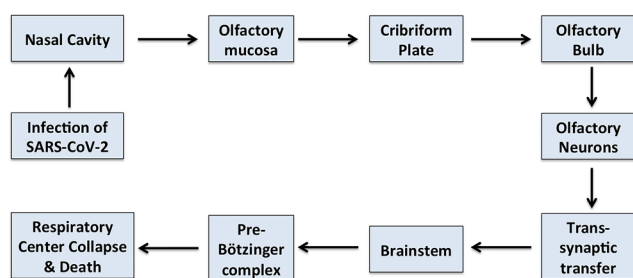 Nasal Cavity
Olfactory
mucosa
Cribriform
Plate
Olfactory
Bulb
Infection of
SARS-CoV-2
Olfactory
Neurons
Respiratory
Center Collapse
& Death
Pre-
Bötzinger
complex
Brainstem
Trans-
synaptic
transfer